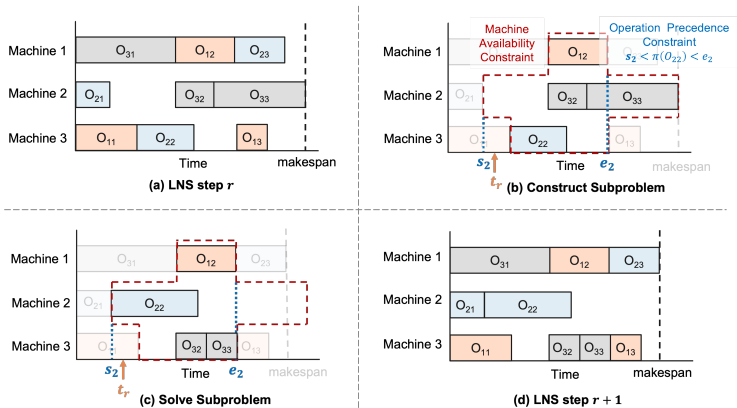 Machine 1
O31
O12
O23
Machine 2
O21
O32
O33
Machine 3
O11
O22
O13
Time
makespan
(a) LNS step r
Machine
Availability
Constraint
Operation Precedence
Constraint
s2 < π(O22) < e2
Machine 1
O12
Machine 2
O21
O32
O33
Machine 3
O22
O13
s2
Time
e2
makespan
tr
(b) Construct Subproblem
Machine 1
O31
O12
O23
Machine 2
O21
O22
Machine 3
O32
O33
O13
s2
Time
e2
makespan
tr
(c) Solve Subproblem
Machine 1
O31
O12
O23
Machine 2
O21
O22
Machine 3
O11
O32
O33
O13
Time
makespan
(d) LNS step r + 1